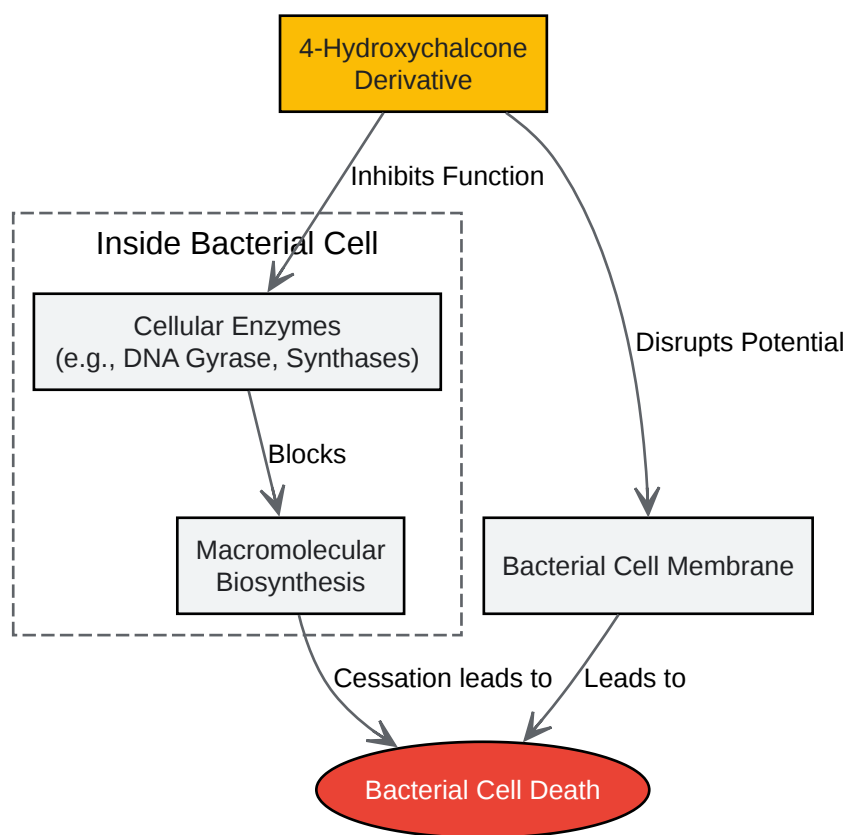 4-Hydroxychalcone
Derivative
Inhibits Function
Inside Bacterial Cell
Cellular Enzymes
(e.g., DNA Gyrase, Synthases)
Disrupts Potential
Blocks
Macromolecular
Biosynthesis
Bacterial Cell Membrane
Cessation leads to
Leads to
Bacterial Cell Death